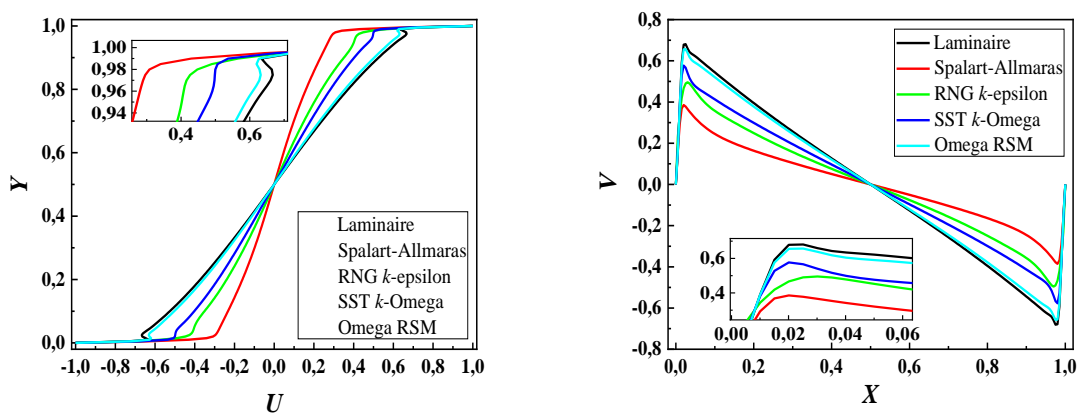 1,0
0,8
0,6
0,4
0,2
0,0
Y
-1,0 -0,8 -0,6 -0,4 -0,2 0,0 0,2 0,4 0,6 0,8 1,0
U
1,00
0,98
0,96
0,94
0,4 0,6
Laminaire
Spalart-Allmaras
RNG k-epsilon
SST k-Omega
Omega RSM
0,8
0,6
0,4
0,2
0,0
-0,2
-0,4
-0,6
-0,8
V
0,0 0,2 0,4 0,6 0,8 1,0
X
Laminaire
Spalart-Allmaras
RNG k-epsilon
SST k-Omega
Omega RSM
0,6
0,4
0,00 0,02 0,04 0,06